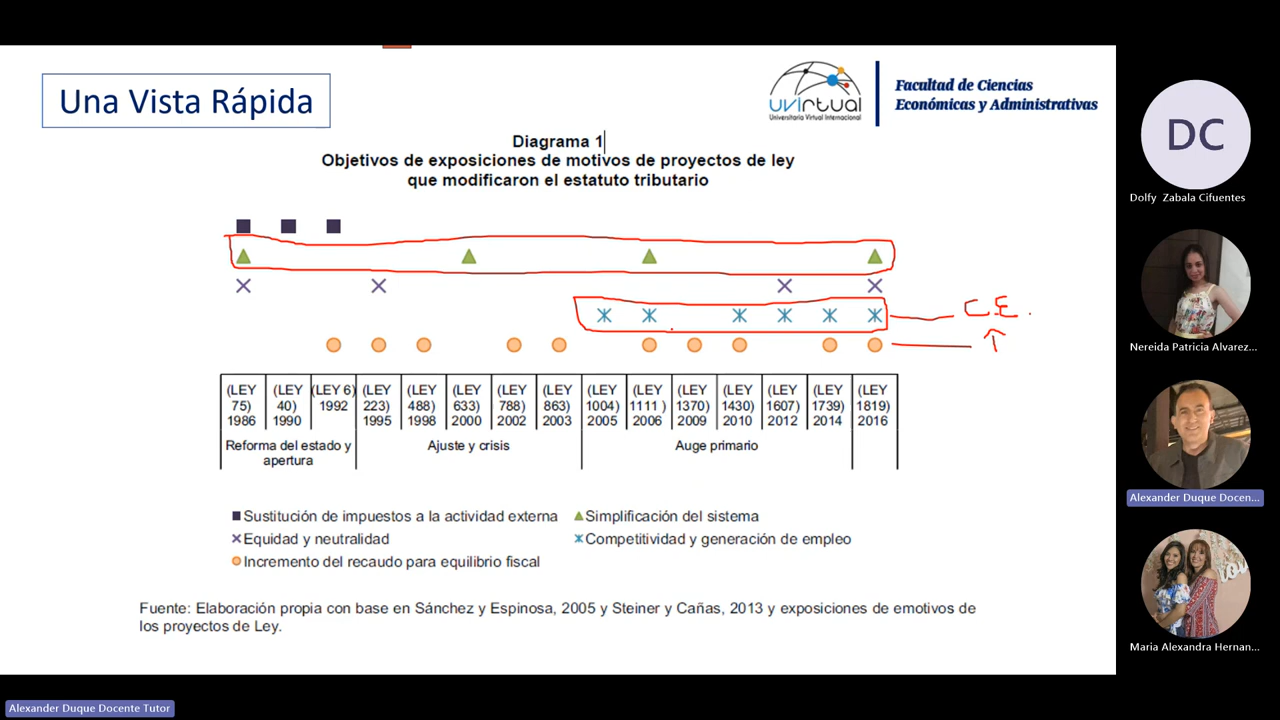 Una Vista Rápida
uvirtual
Universitaria Virtual Internacional
Facultad de Ciencias
Económicas y Administrativas
Diagrama 1
Objetivos de exposiciones de motivos de proyectos de ley
que modificaron el estatuto tributario
C.E.
(LEY 75) 1986
(LEY 40) 1990
(LEY 6) 1992
(LEY 223) 1995
(LEY 488) 1998
(LEY 633) 2000
(LEY 788) 2002
(LEY 863) 2003
(LEY 1004) 2005
(LEY 1111 ) 2006
(LEY 1370) 2009
(LEY 1430) 2010
(LEY 1607) 2012
(LEY 1739) 2014
(LEY 1819) 2016
Reforma del estado y
apertura
Ajuste y crisis
Auge primario
Sustitución de impuestos a la actividad externa
Simplificación del sistema
Equidad y neutralidad
Competitividad y generación de empleo
Incremento del recaudo para equilibrio fiscal
Fuente: Elaboración propia con base en Sánchez y Espinosa, 2005 y Steiner y Cañas, 2013 y exposiciones de emotivos de
los proyectos de Ley.
DC
Dolfy Zabala Cifuentes
Nereida Patricia Alvarez...
Alexander Duque Docen...
Maria Alexandra Hernan...
Alexander Duque Docente Tutor